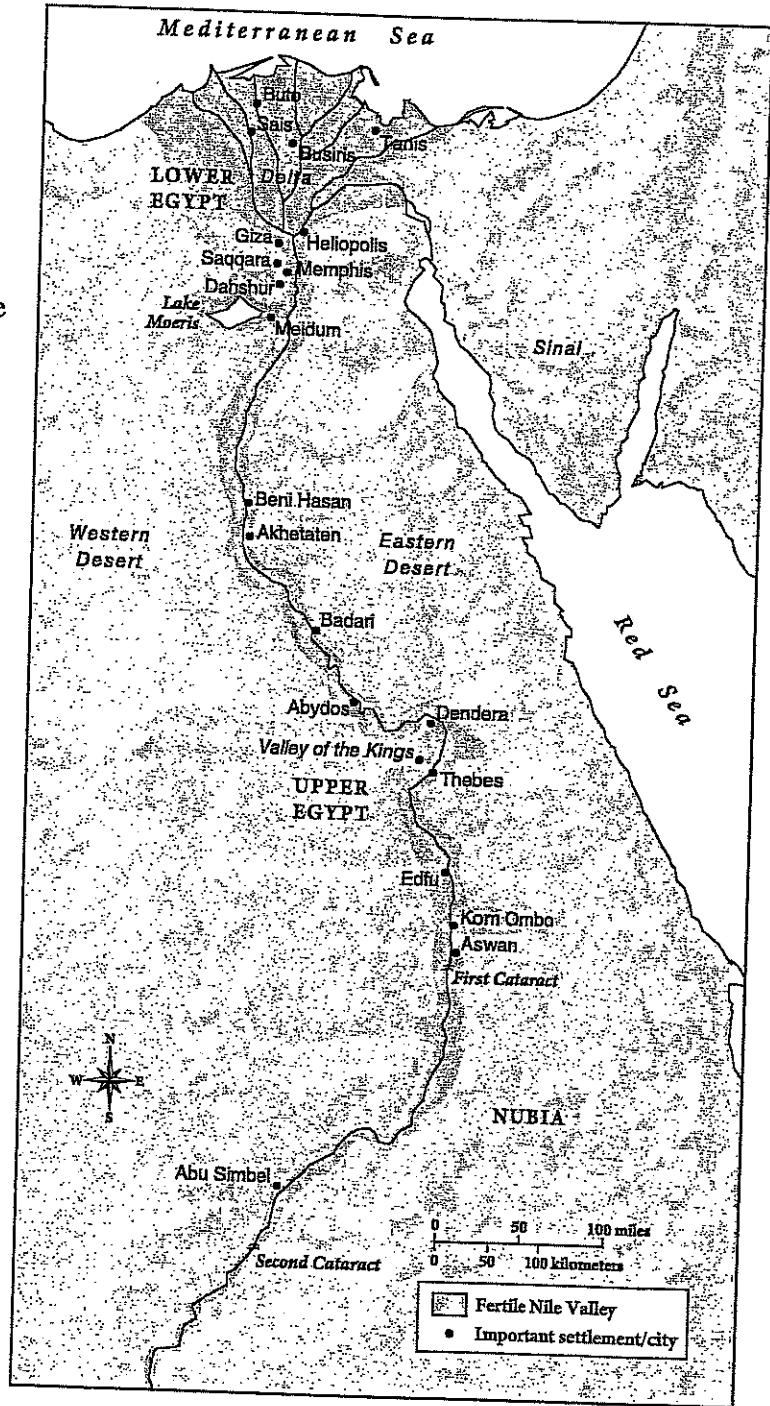 Mediterranean Sea
Buto
Sais
Busiris
Tanis
Delta
LOWER
EGYPT
Giza
Heliopolis
Saqqara
Memphis
Dahshur
Lake
Moeris
Meidum
Sinai
Beni Hasan
Akhetaten
Western
Desert
Eastern
Desert
Badari
Red Sea
Abydos
Dendera
Valley of the Kings
Thebes
UPPER
EGYPT
Edfu
Kom Ombo
Aswan
First Cataract
N
W E
S
NUBIA
Abu Simbel
0 50 100 miles
0 50 100 kilometers
Second Cataract
Fertile Nile Valley
Important settlement/city